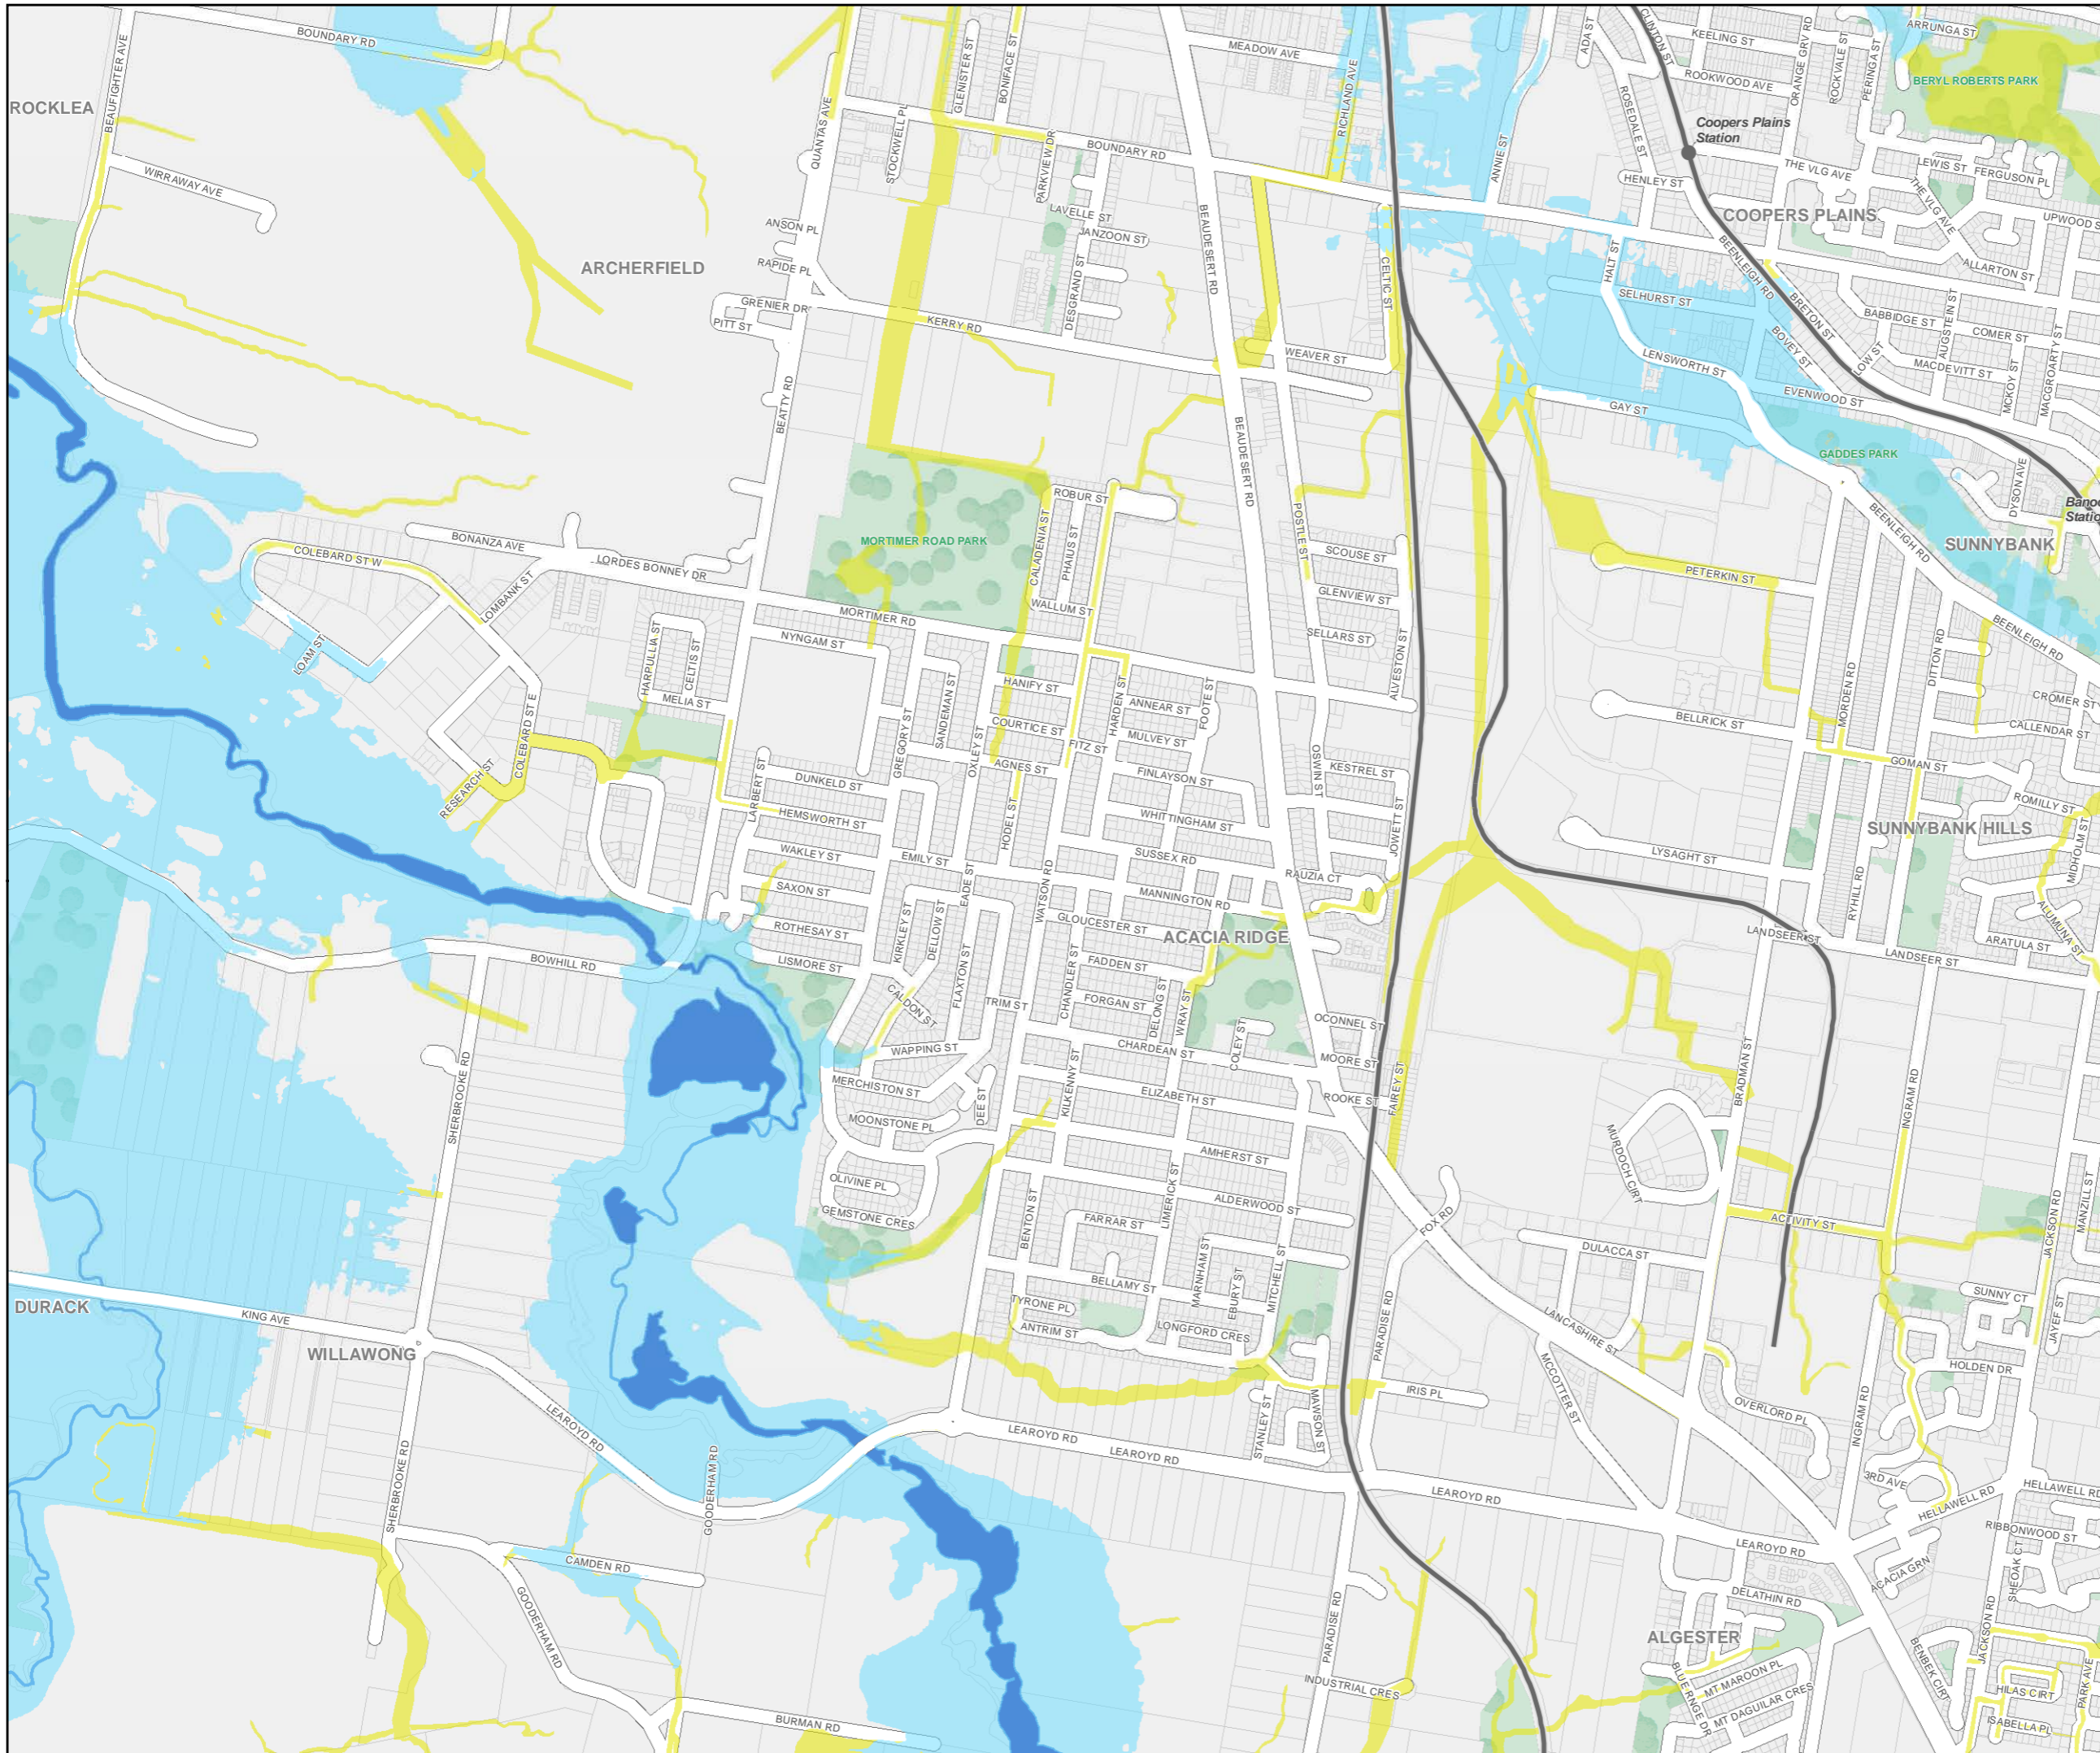 BOUNDARY RD
BEAUFIGHTER AVE
ROCKLEA
WIRRAWAY AVE
ARCHERFIELD
QUANTAS AVE
STOCKWELL PL
GLENISTER ST
BONIFACE ST
PARKVIEW DR
BOUNDARY RD
MEADOW AVE
RICHLAND AVE
ANNIE ST
ADA ST
CLINTON ST
KEELING ST
ROOKWOOD AVE
ORANGE GRV RD
ROCKVALE ST
PERINGA ST
ARRUNGA ST
BERYL ROBERTS PARK
ROSEDALE ST
Coopers Plains
Station
HENLEY ST
THE VLG AVE
THE VLG AVE
LEWIS ST
FERGUSON PL
COOPERS PLAINS
UPWOOD S
ALLARTON ST
ANSON PL
RAPIDE PL
GRENIER DR
PITT ST
LAVELLE ST
JANZOON ST
DESGRAND ST
KERRY RD
BEAUDESERT RD
CELTIC ST
WEAVER ST
HALT ST
SELHURST ST
BEENLEIGH RD
BRETON ST
BOVEY ST
LOW ST
BABBIDGE ST
AUGSTEIN ST
COMER ST
MACDEVITT ST
MCKOY ST
MACGROARTY ST
LENSWORTH ST
EVENWOOD ST
GAY ST
GADDES PARK
BEATTY RD
BEAUDESERT RD
POSTLE ST
DYSON AVE
Bano
Statio
BEENLEIGH RD
SUNNYBANK
BONANZA AVE
COLEBARD ST W
LOMBANK ST
LORDES BONNEY DR
LOAM ST
MORTIMER ROAD PARK
MORTIMER RD
ROBUR ST
CALADENIA ST
PHAIUS ST
WALLUM ST
SCOUSE ST
GLENVIEW ST
SELLARS ST
ALVESTON ST
PETERKIN ST
BELLRICK ST
MORDEN RD
DITTON RD
BEENLEIGH RD
CROMER ST
CALLENDAR ST
HARPULLIA ST
CELTIS ST
MELIA ST
NYNGAM ST
GREGORY ST
SANDEMAN ST
HANIFY ST
COURTICE ST
FITZ ST
HARDEN ST
ANNEAR ST
MULVEY ST
FOOTE ST
OXLEY ST
AGNES ST
FINLAYSON ST
OSWIN ST
KESTREL ST
JOWETT ST
GOMAN ST
ROMILLY ST
MIDHOLM ST
SUNNYBANK HILLS
COLEBARD ST E
RESEARCH ST
LARBERT ST
DUNKELD ST
HEMSWORTH ST
WAKLEY ST
SAXON ST
ROTHESAY ST
LISMORE ST
EMILY ST
HODEL ST
EADE ST
WATSON RD
WHITTINGHAM ST
SUSSEX RD
MANNINGTON RD
RAUZIA CT
GLOUCESTER ST
ACACIA RIDGE
LYSAGHT ST
RYHILL RD
LANDSEER ST
LANDSEER ST
ALUMUNA ST
ARATULA ST
KIRKLEY ST
DELLOW ST
FLAXTON ST
CALDON ST
TRIM ST
CHANDLER ST
FADDEN ST
FORGAN ST
DELONG ST
WRAY ST
COLEY ST
OCONNEL ST
MOORE ST
ROOKE ST
FAIREY ST
BOWHILL RD
SHERBROOKE RD
WAPPING ST
MERCHISTON ST
MOONSTONE PL
DEE ST
KILKENNY ST
CHARDEAN ST
ELIZABETH ST
AMHERST ST
ALDERWOOD ST
BRADMAN ST
MURDOCH CIRT
INGRAM RD
ACTIVITY ST
JACKSON RD
MANZILL ST
OLIVINE PL
GEMSTONE CRES
BENTON ST
LIMERICK ST
FARRAR ST
MARNHAM ST
EBURY ST
MITCHELL ST
BELLAMY ST
TYRONE PL
ANTRIM ST
LONGFORD CRES
FOX RD
DULACCA ST
LANCASHIRE ST
SUNNY CT
JAYEE ST
DURACK
KING AVE
WILLAWONG
LEAROYD RD
SHERBROOKE RD
GOODERHAM RD
LEAROYD RD
LEAROYD RD
STANLEY ST
MAWSON ST
PARADISE RD
IRIS PL
MCCOTTER ST
OVERLORD PL
INGRAM RD
HOLDEN DR
3RD AVE
HELLAWELL RD
HELLAWELL RD
LEAROYD RD
LEAROYD RD
RIBBONWOOD ST
SHEOAK CT
ACACIA GRN
DELATHIN RD
ALGESTER
CAMDEN RD
GOODERHAM RD
BURMAN RD
PARADISE RD
INDUSTRIAL CRES
BLUE RNGE DR
MT MAROON PL
MT DAGUILAR CRES
BENBEK CIRT
JACKSON RD
HILAS CIRT
ISABELLA PL
PARK AVE